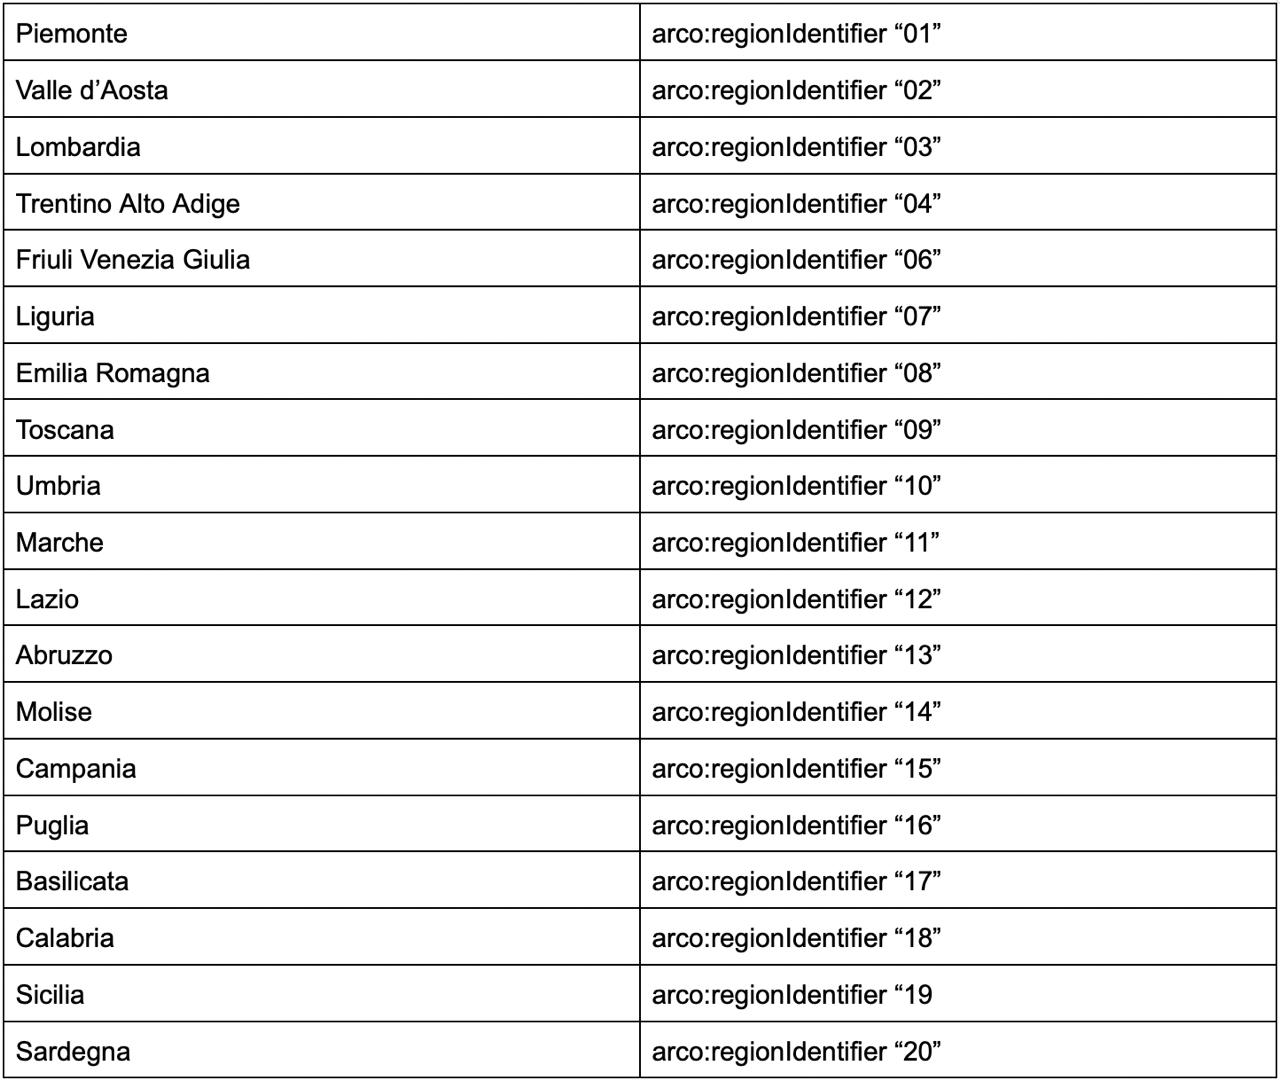 Piemonte arco:regionIdentifier “01”
Valle d’Aosta arco:regionIdentifier “02”
Lombardia arco:regionIdentifier “03”
Trentino Alto Adige arco:regionIdentifier “04”
Friuli Venezia Giulia arco:regionIdentifier “06”
Liguria arco:regionIdentifier “07”
Emilia Romagna arco:regionIdentifier “08”
Toscana arco:regionIdentifier “09”
Umbria arco:regionIdentifier “10”
Marche arco:regionIdentifier “11”
Lazio arco:regionIdentifier “12”
Abruzzo arco:regionIdentifier “13”
Molise arco:regionIdentifier “14”
Campania arco:regionIdentifier “15”
Puglia arco:regionIdentifier “16”
Basilicata arco:regionIdentifier “17”
Calabria arco:regionIdentifier “18”
Sicilia arco:regionIdentifier “19
Sardegna arco:regionIdentifier “20”